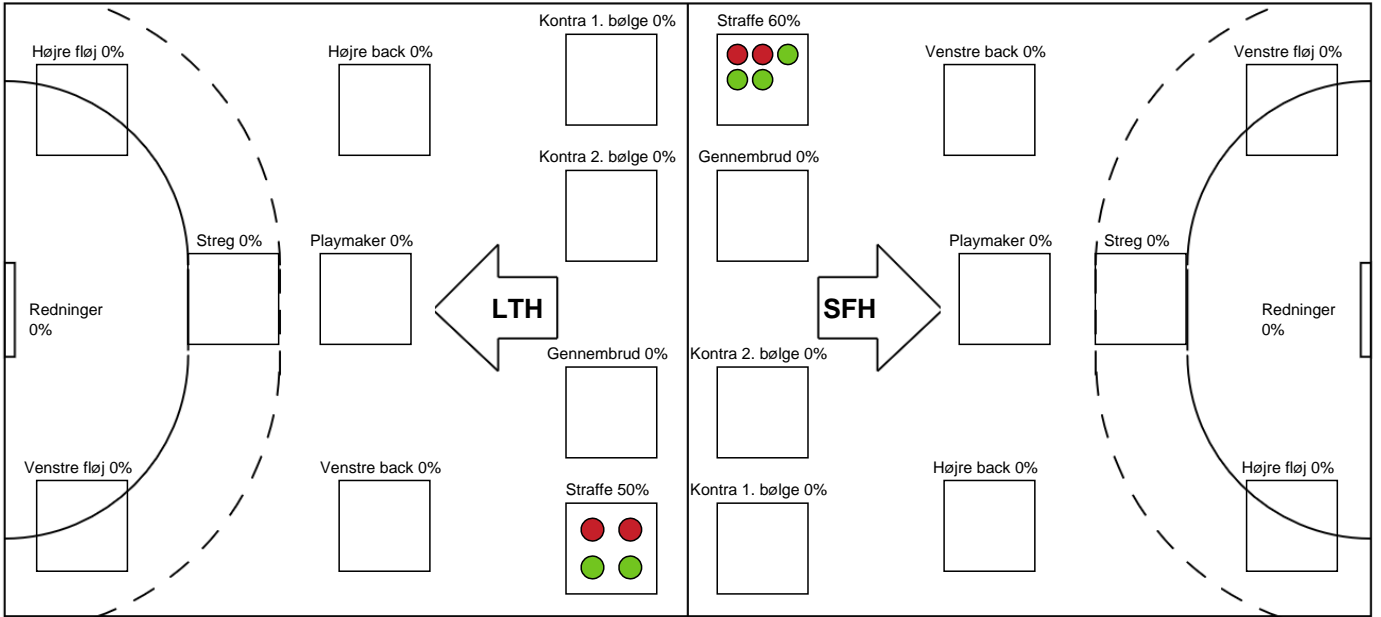 Kontra 1. bølge 0%
Straffe 60%
Højre fløj 0%
Højre back 0%
Venstre back 0%
Venstre fløj 0%
Kontra 2. bølge 0%
Gennembrud 0%
Streg 0%
Playmaker 0%
Playmaker 0%
Streg 0%
Redninger
0%
LTH
SFH
Redninger
0%
Gennembrud 0%
Kontra 2. bølge 0%
Venstre fløj 0%
Venstre back 0%
Højre back 0%
Højre fløj 0%
Straffe 50%
Kontra 1. bølge 0%